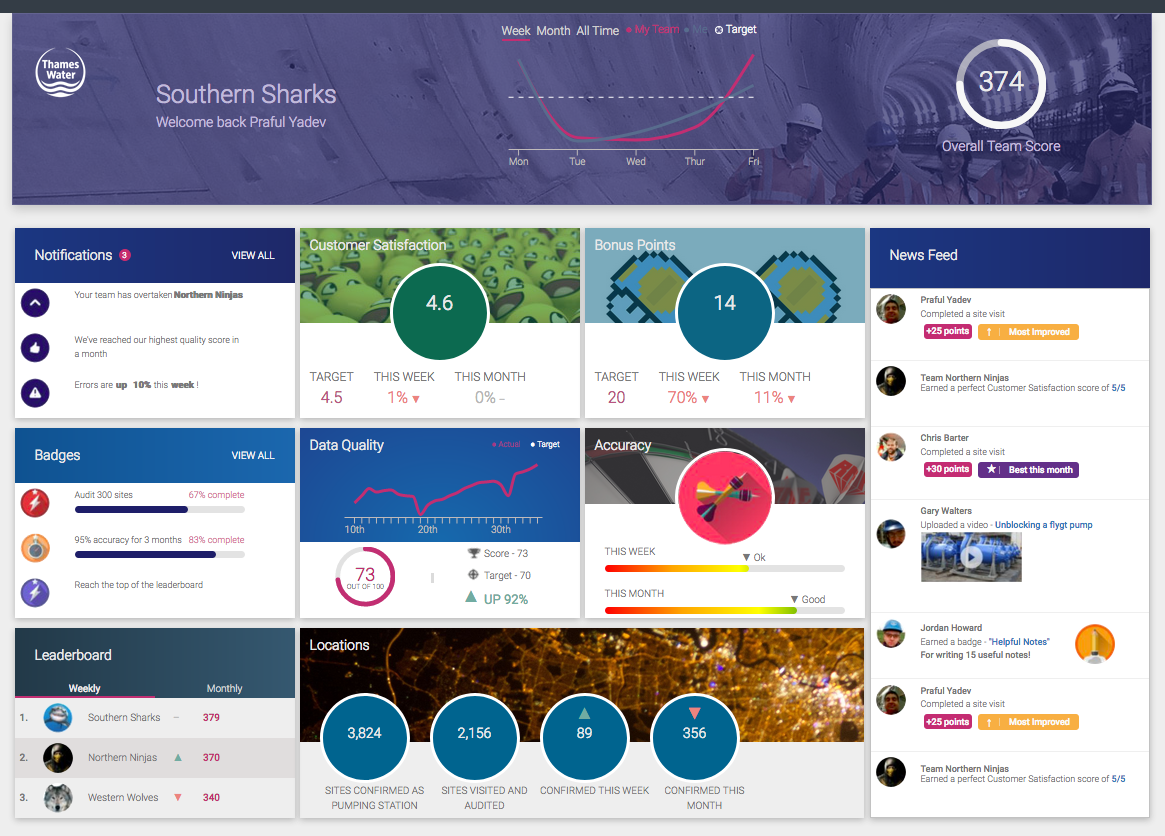 Thames
Water
Southern Sharks
Welcome back Praful Yadev
Week Month All Time My Team Me Target
Mon Tue Wed Thur Fri
374
Overall Team Score
Notifications 3 VIEW ALL
Your team has overtaken Northern Ninjas
We've reached our highest quality score in
a month
Errors are up 10% this week !
Customer Satisfaction
4.6
TARGET THIS WEEK THIS MONTH
4.5 1% ▼ 0% –
Bonus Points
14
TARGET THIS WEEK THIS MONTH
20 70% ▼ 11% ▼
News Feed
Praful Yadev
Completed a site visit
+25 points Most Improved
Team Northern Ninjas
Earned a perfect Customer Satisfaction score of 5/5
Chris Barter
Completed a site visit
+30 points Best this month
Gary Walters
Uploaded a video - Unblocking a flygt pump
Jordan Howard
Earned a badge - "Helpful Notes"
For writing 15 useful notes!
Praful Yadev
Completed a site visit
+25 points Most Improved
Team Northern Ninjas
Earned a perfect Customer Satisfaction score of 5/5
Badges VIEW ALL
Audit 300 sites 67% complete
95% accuracy for 3 months 83% complete
Reach the top of the leaderboard
Data Quality Actual Target
10th 20th 30th
73
OUT OF 100
Score - 73
Target - 70
UP 92%
Accuracy
THIS WEEK ▼ Ok
THIS MONTH ▼ Good
Leaderboard
Weekly Monthly
1. Southern Sharks – 379
2. Northern Ninjas ▲ 370
3. Western Wolves ▼ 340
Locations
3,824
SITES CONFIRMED AS
PUMPING STATION
2,156
SITES VISITED AND
AUDITED
89
CONFIRMED THIS WEEK
356
CONFIRMED THIS
MONTH